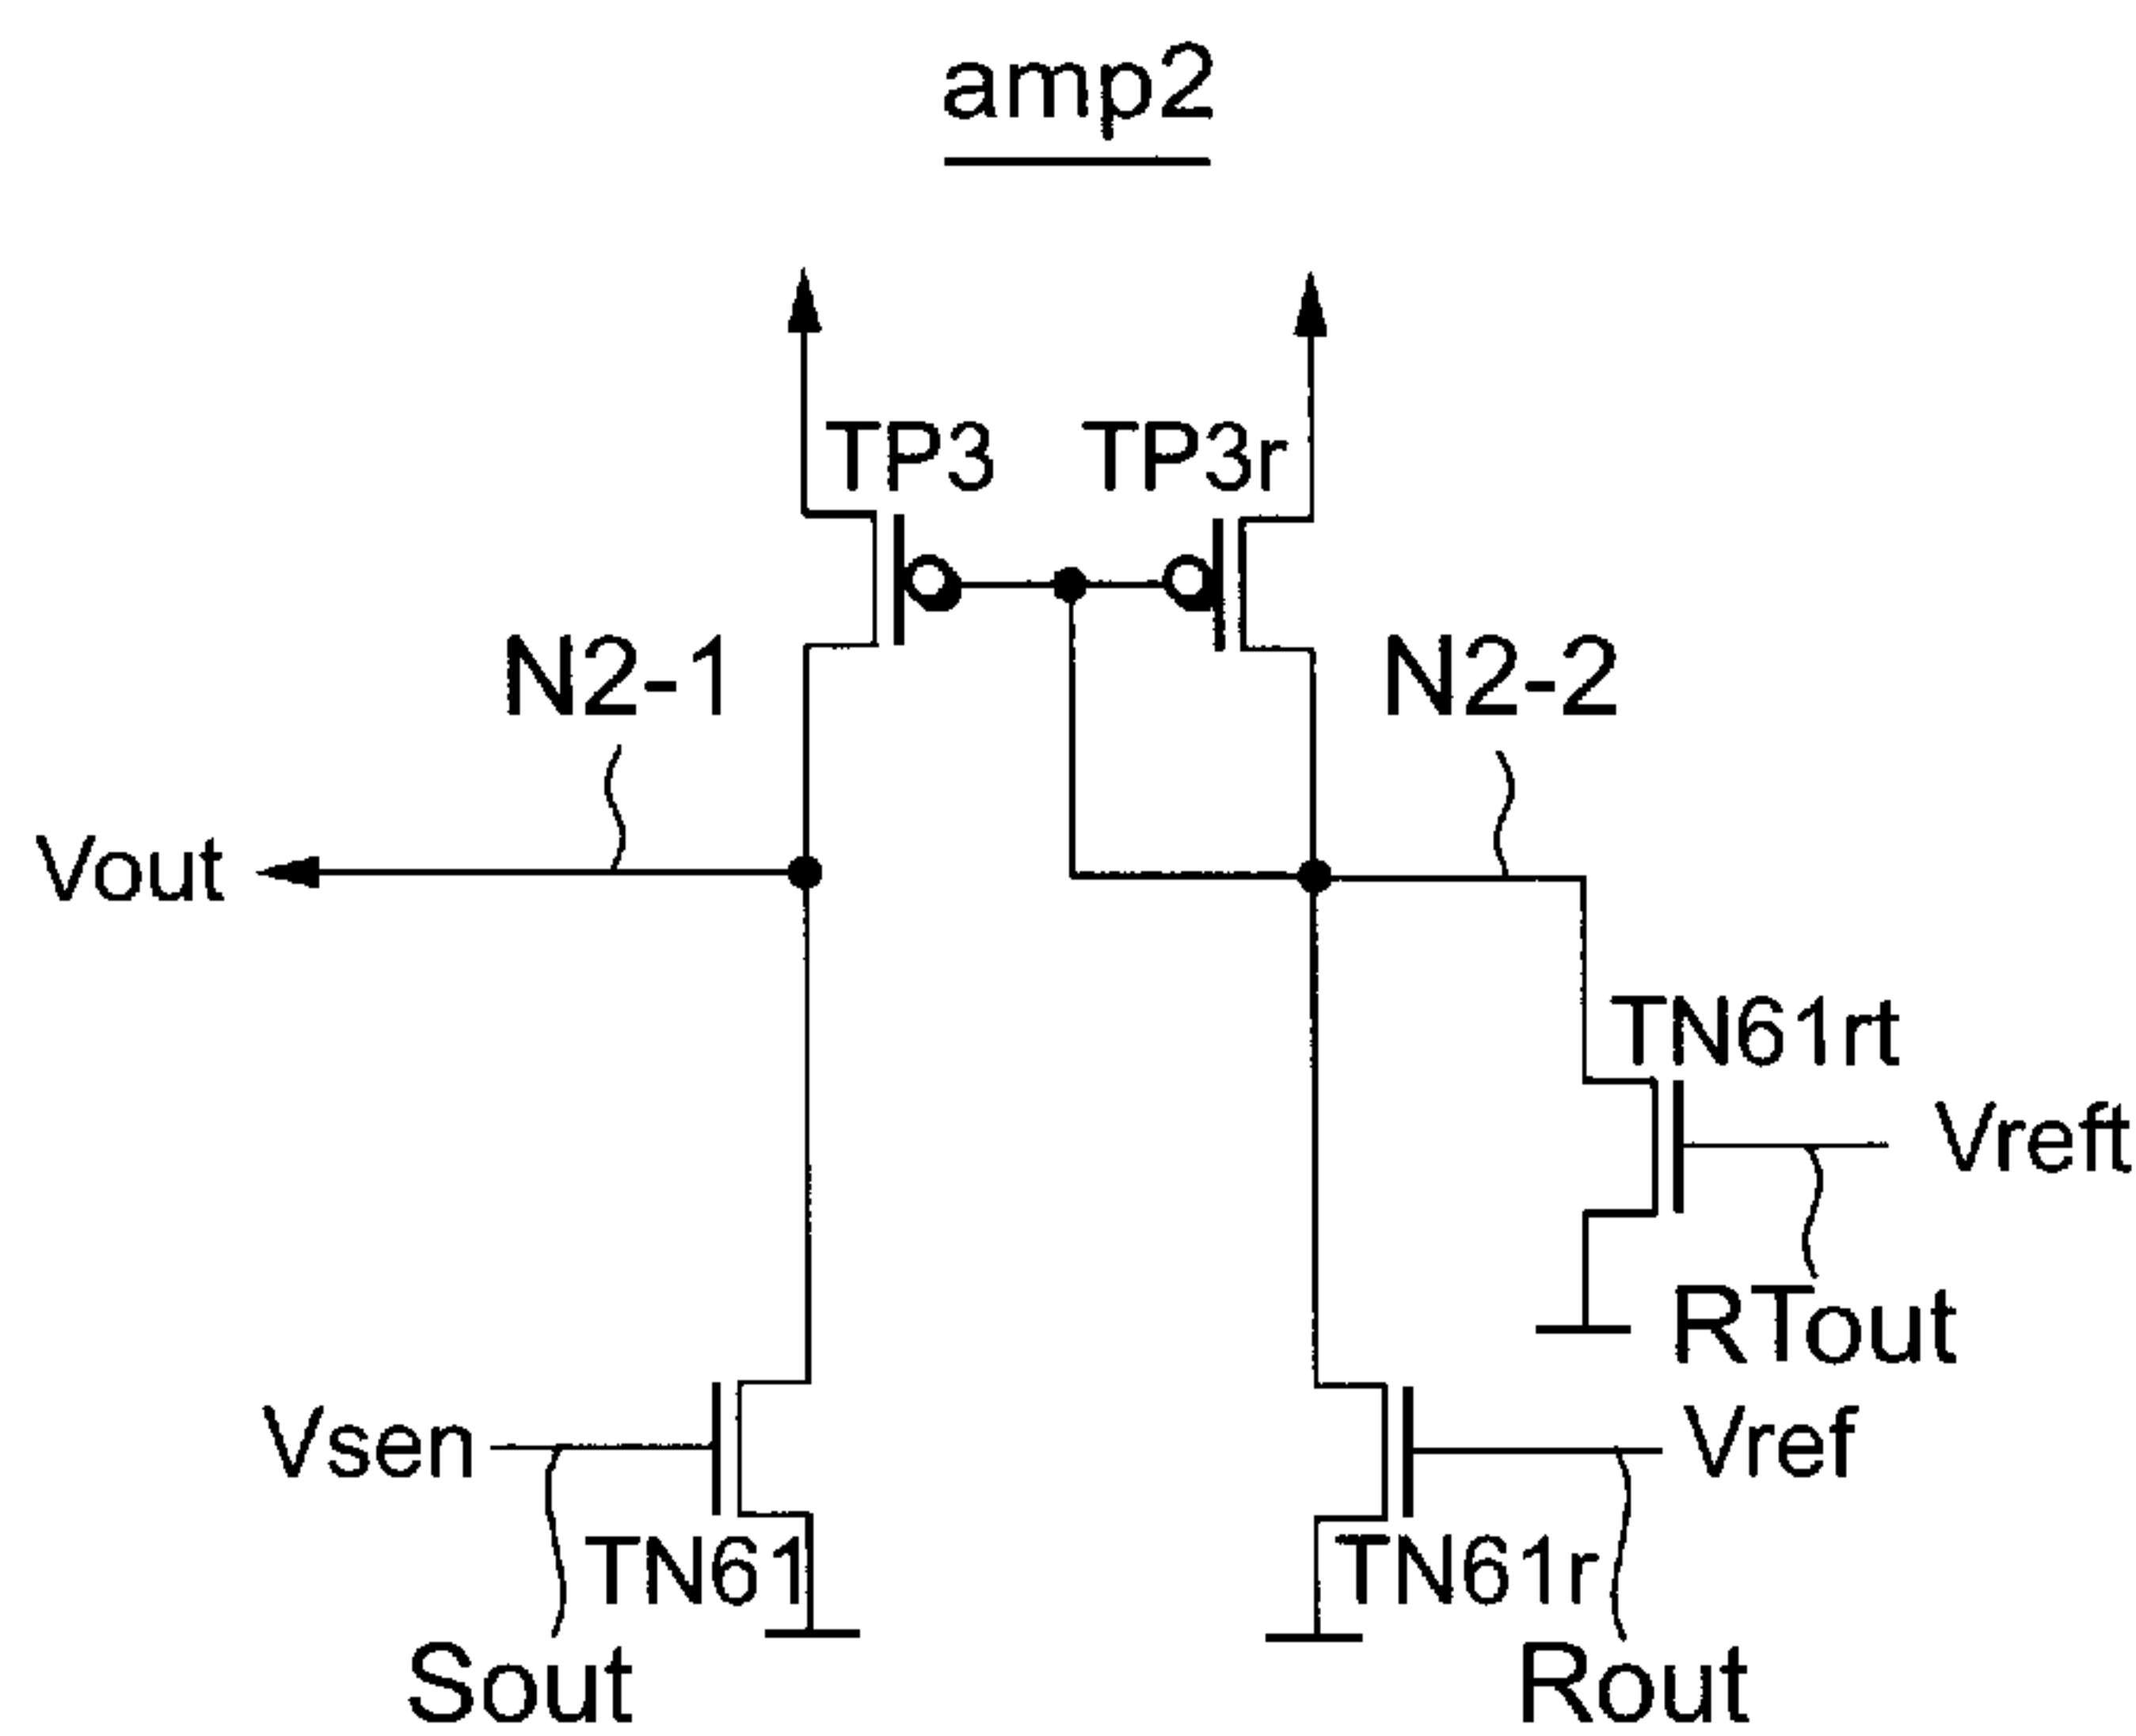 amp2
TP3 TP3r
N2-1 N2-2
Vout
TN61rt
Vreft
RTout
Vsen Vref
TN61 TN61r
Sout Rout